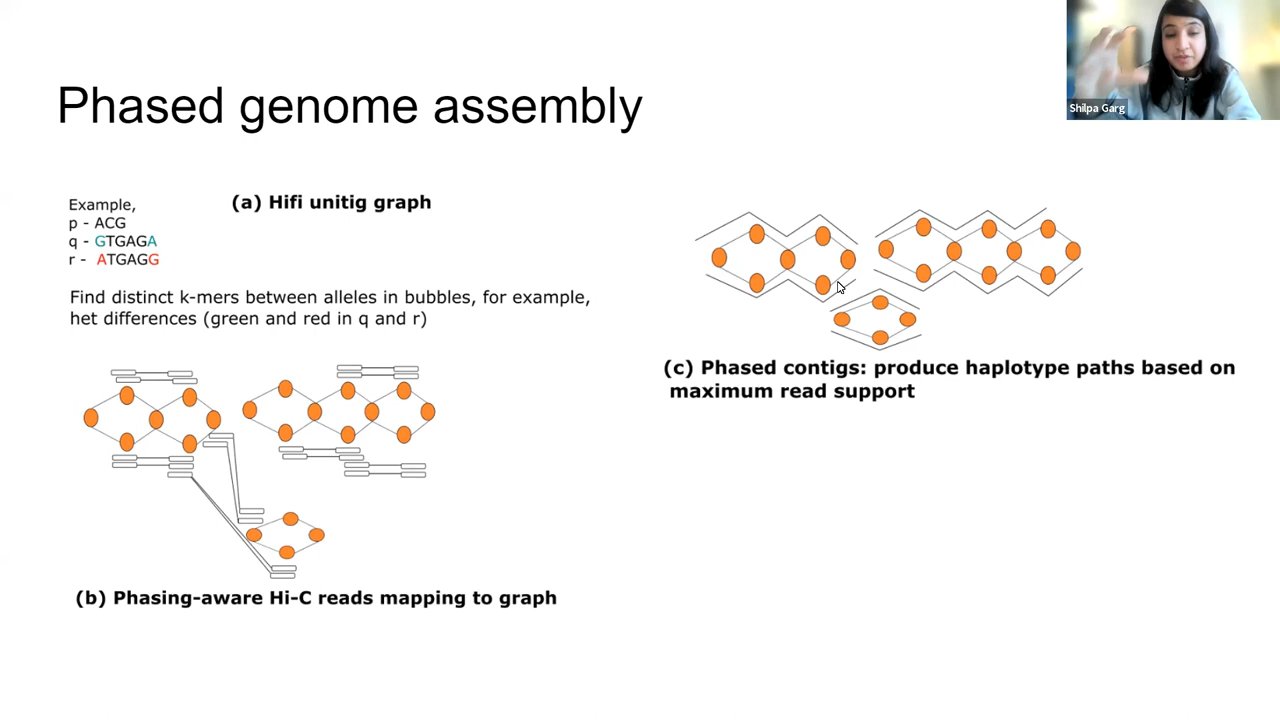 Shilpa Garg
Phased genome assembly
Example,
p - ACG
q - GTGAGA
r - ATGAGG
(a) Hifi unitig graph
Find distinct k-mers between alleles in bubbles, for example,
het differences (green and red in q and r)
(b) Phasing-aware Hi-C reads mapping to graph
(c) Phased contigs: produce haplotype paths based on
maximum read support